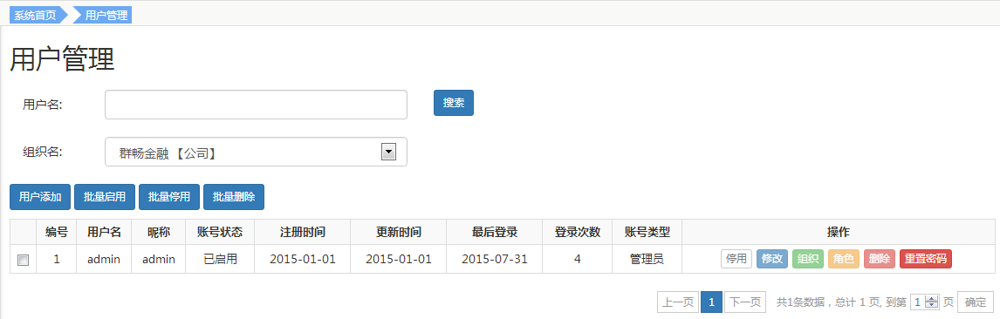 系统首页 用户管理
用户管理
用户名: 搜索
组织名: 群畅金融 【公司】
用户添加 批量启用 批量停用 批量删除
编号 用户名 昵称 账号状态 注册时间 更新时间 最后登录 登录次数 账号类型 操作
1 admin admin 已启用 2015-01-01 2015-01-01 2015-07-31 4 管理员 停用 修改 组织 角色 删除 重置密码
上一页 1 下一页 共1条数据，总计 1 页, 到第 1 页 确定